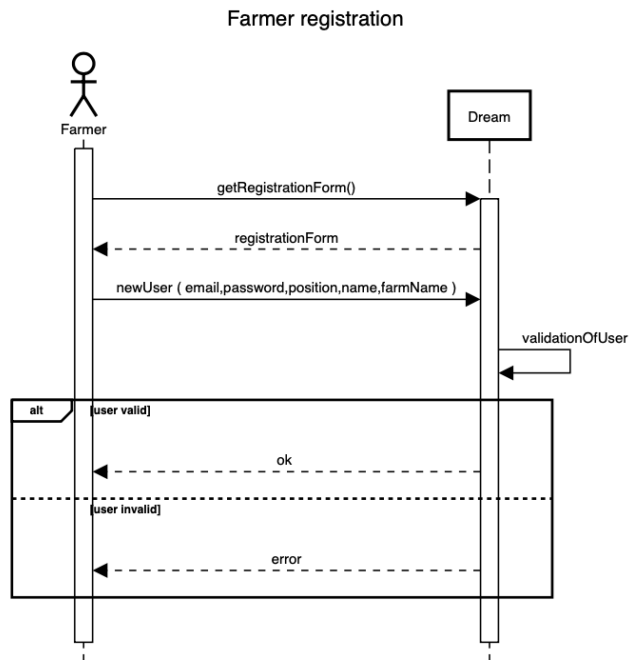 Farmer registration
Farmer
Dream
getRegistrationForm()
registrationForm
newUser ( email,password,position,name,farmName )
validationOfUser
alt
[user valid]
ok
[user invalid]
error